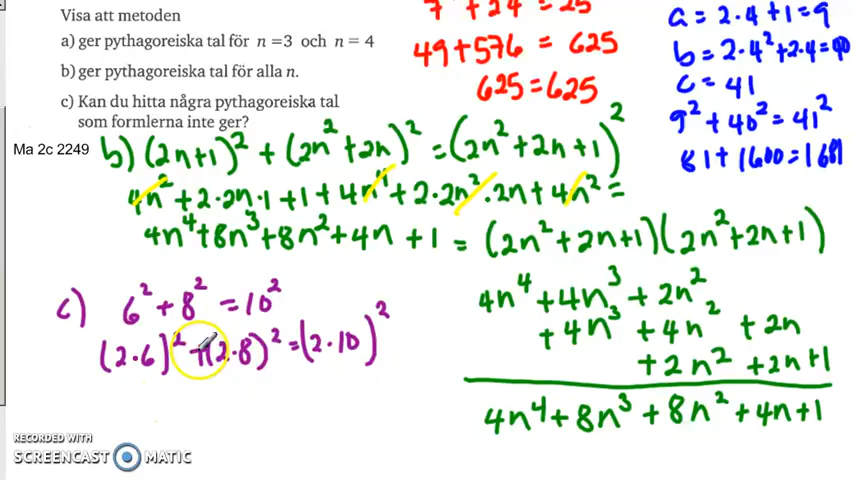 Visa att metoden
a) ger pythagoreiska tal för n = 3 och n = 4
b) ger pythagoreiska tal för alla n.
c) Kan du hitta några pythagoreiska tal
som formlerna inte ger?
Ma 2c 2249
7² + 24² = 25²
49 + 576 = 625
625 = 625
a = 2·4+1 = 9
b = 2·4²+2·4 = 40
c = 41
9² + 40² = 41²
81 + 1600 = 1681
b) (2n+1)² + (2n²+2n)² = (2n²+2n+1)²
4n² + 2·2n·1 + 1 + 4n⁴ + 2·2n²·2n + 4n² =
4n⁴+8n³+8n²+4n+1 = (2n²+2n+1)(2n²+2n+1)
4n⁴+4n³+2n²
+4n³+4n²+2n
+2n²+2n+1
4n⁴+8n³+8n²+4n+1
c) 6²+8² = 10²
(2·6)²+(2·8)² = (2·10)²
RECORDED WITH
SCREENCAST MATIC